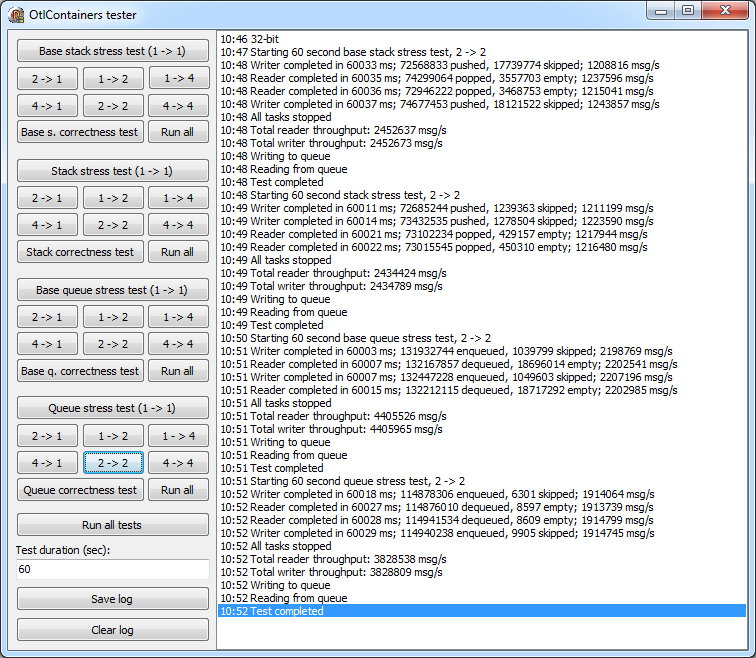 OtlContainers tester
Base stack stress test (1 -> 1)
2 -> 1
1 -> 2
1 -> 4
4 -> 1
2 -> 2
4 -> 4
Base s. correctness test
Run all
Stack stress test (1 -> 1)
2 -> 1
1 -> 2
1 -> 4
4 -> 1
2 -> 2
4 -> 4
Stack correctness test
Run all
Base queue stress test (1 -> 1)
2 -> 1
1 -> 2
1 -> 4
4 -> 1
2 -> 2
4 -> 4
Base q. correctness test
Run all
Queue stress test (1 -> 1)
2 -> 1
1 -> 2
1 -> 4
4 -> 1
2 -> 2
4 -> 4
Queue correctness test
Run all
Run all tests
Test duration (sec):
60
Save log
Clear log
10:46 32-bit
10:47 Starting 60 second base stack stress test, 2 -> 2
10:48 Writer completed in 60033 ms; 72568833 pushed, 17739774 skipped; 1208816 msg/s
10:48 Reader completed in 60035 ms; 74299064 popped, 3557703 empty; 1237596 msg/s
10:48 Reader completed in 60036 ms; 72946222 popped, 3468753 empty; 1215041 msg/s
10:48 Writer completed in 60037 ms; 74677453 pushed, 18121522 skipped; 1243857 msg/s
10:48 All tasks stopped
10:48 Total reader throughput: 2452637 msg/s
10:48 Total writer throughput: 2452673 msg/s
10:48 Writing to queue
10:48 Reading from queue
10:48 Test completed
10:48 Starting 60 second stack stress test, 2 -> 2
10:49 Writer completed in 60011 ms; 72685244 pushed, 1239363 skipped; 1211199 msg/s
10:49 Writer completed in 60014 ms; 73432535 pushed, 1278504 skipped; 1223590 msg/s
10:49 Reader completed in 60021 ms; 73102234 popped, 429157 empty; 1217944 msg/s
10:49 Reader completed in 60022 ms; 73015545 popped, 450310 empty; 1216480 msg/s
10:49 All tasks stopped
10:49 Total reader throughput: 2434424 msg/s
10:49 Total writer throughput: 2434789 msg/s
10:49 Writing to queue
10:49 Reading from queue
10:49 Test completed
10:50 Starting 60 second base queue stress test, 2 -> 2
10:51 Writer completed in 60003 ms; 131932744 enqueued, 1039799 skipped; 2198769 msg/s
10:51 Reader completed in 60007 ms; 132167857 dequeued, 18696014 empty; 2202541 msg/s
10:51 Writer completed in 60007 ms; 132447228 enqueued, 1049603 skipped; 2207196 msg/s
10:51 Reader completed in 60015 ms; 132212115 dequeued, 18717292 empty; 2202985 msg/s
10:51 All tasks stopped
10:51 Total reader throughput: 4405526 msg/s
10:51 Total writer throughput: 4405965 msg/s
10:51 Writing to queue
10:51 Reading from queue
10:51 Test completed
10:51 Starting 60 second queue stress test, 2 -> 2
10:52 Writer completed in 60018 ms; 114878306 enqueued, 6301 skipped; 1914064 msg/s
10:52 Reader completed in 60027 ms; 114876010 dequeued, 8597 empty; 1913739 msg/s
10:52 Reader completed in 60028 ms; 114941534 dequeued, 8609 empty; 1914799 msg/s
10:52 Writer completed in 60029 ms; 114940238 enqueued, 9905 skipped; 1914745 msg/s
10:52 All tasks stopped
10:52 Total reader throughput: 3828538 msg/s
10:52 Total writer throughput: 3828809 msg/s
10:52 Writing to queue
10:52 Reading from queue
10:52 Test completed